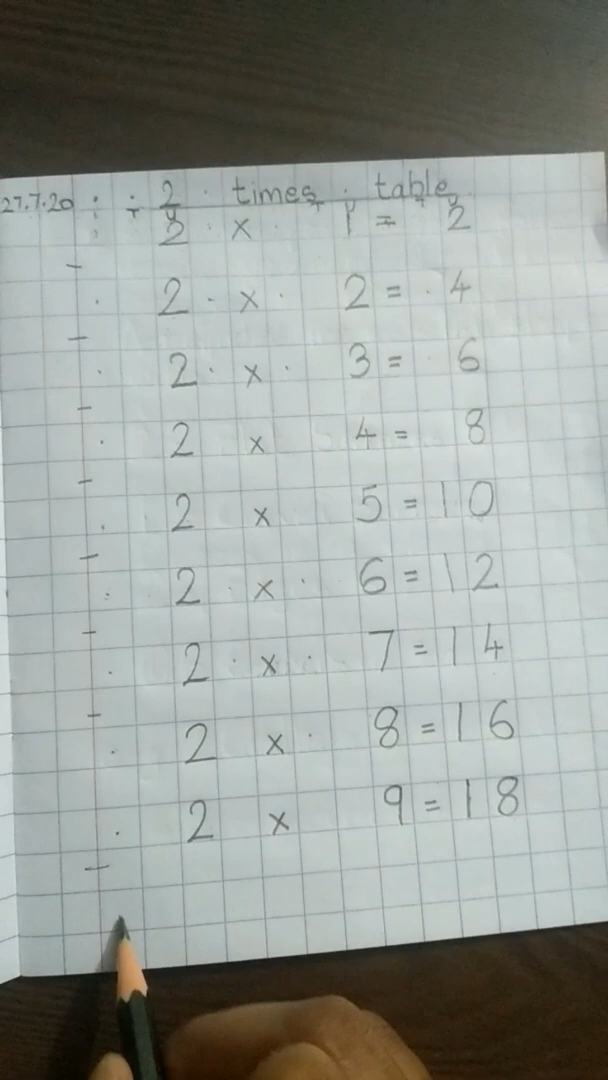 27.7.20 2 times table
2 x 1 = 2
2 x 2 = 4
2 x 3 = 6
2 x 4 = 8
2 x 5 = 10
2 x 6 = 12
2 x 7 = 14
2 x 8 = 16
2 x 9 = 18